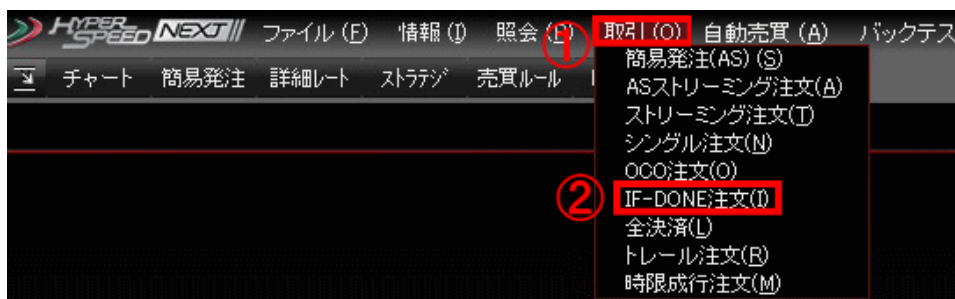 HYPER SPEED NEXT ファイル(F) 情報(I) 照会(P) 取引(O) 自動売買(A) バックテス
①
チャート 簡易発注 詳細レート ストラテジ 売買ルール
簡易発注(AS)(S)
ASストリーミング注文(A)
ストリーミング注文(T)
シングル注文(N)
OCO注文(O)
② IF-DONE注文(I)
全決済(L)
トレール注文(R)
時限成行注文(M)